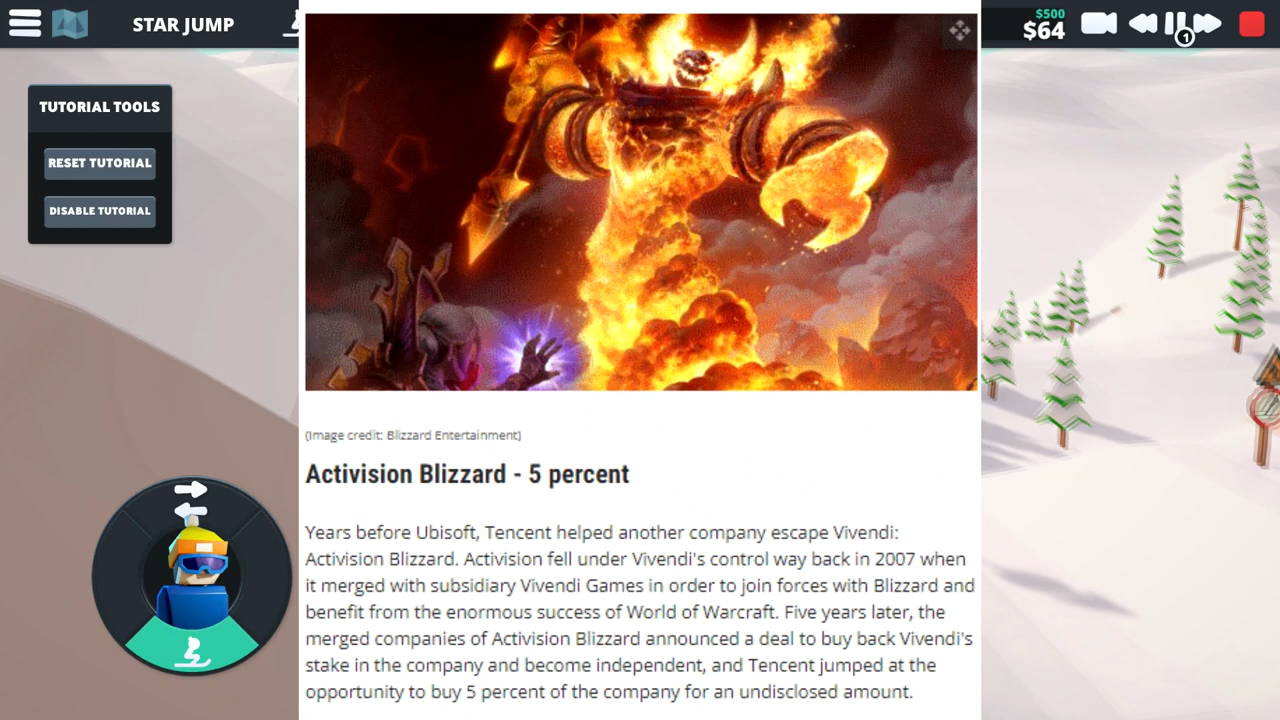 STAR JUMP
$500
$64
1
TUTORIAL TOOLS
RESET TUTORIAL
DISABLE TUTORIAL
(Image credit: Blizzard Entertainment)
Activision Blizzard - 5 percent
Years before Ubisoft, Tencent helped another company escape Vivendi:
Activision Blizzard. Activision fell under Vivendi's control way back in 2007 when
it merged with subsidiary Vivendi Games in order to join forces with Blizzard and
benefit from the enormous success of World of Warcraft. Five years later, the
merged companies of Activision Blizzard announced a deal to buy back Vivendi's
stake in the company and become independent, and Tencent jumped at the
opportunity to buy 5 percent of the company for an undisclosed amount.